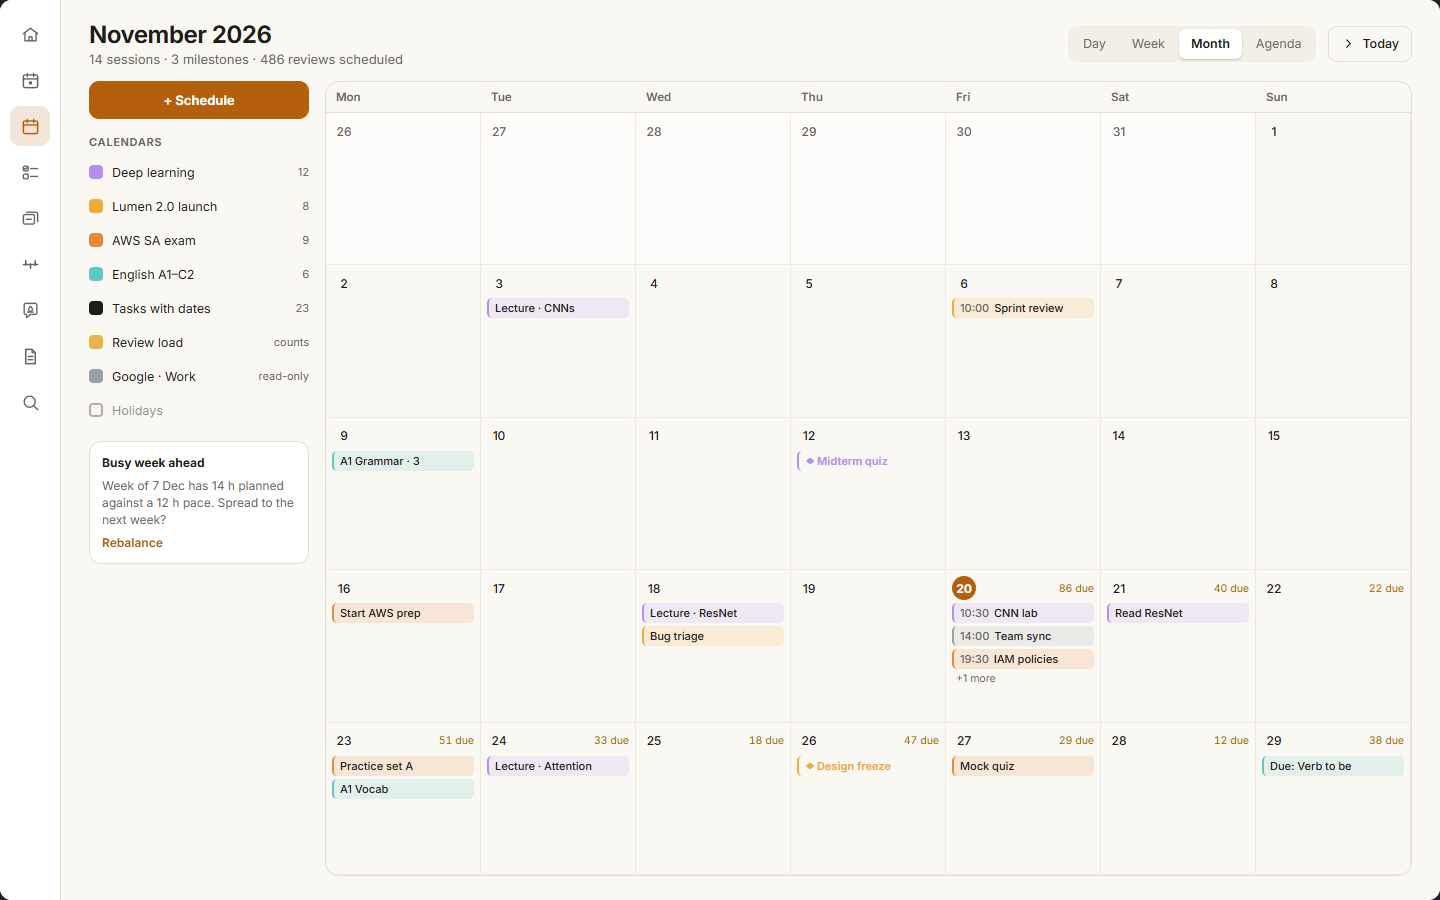 November 2026
14 sessions · 3 milestones · 486 reviews scheduled
Day Week Month Agenda
Today
+ Schedule
CALENDARS
Deep learning 12
Lumen 2.0 launch 8
AWS SA exam 9
English A1–C2 6
Tasks with dates 23
Review load counts
Google · Work read-only
Holidays
Busy week ahead
Week of 7 Dec has 14 h planned
against a 12 h pace. Spread to the
next week?
Rebalance
Mon Tue Wed Thu Fri Sat Sun
26 27 28 29 30 31 1
2 3 4 5 6 7 8
Lecture · CNNs
10:00 Sprint review
9 10 11 12 13 14 15
A1 Grammar · 3
Midterm quiz
16 17 18 19 20 86 due 21 40 due 22 22 due
Start AWS prep
Lecture · ResNet
Bug triage
10:30 CNN lab
14:00 Team sync
19:30 IAM policies
+1 more
Read ResNet
23 51 due 24 33 due 25 18 due 26 47 due 27 29 due 28 12 due 29 38 due
Practice set A
A1 Vocab
Lecture · Attention
Design freeze
Mock quiz
Due: Verb to be